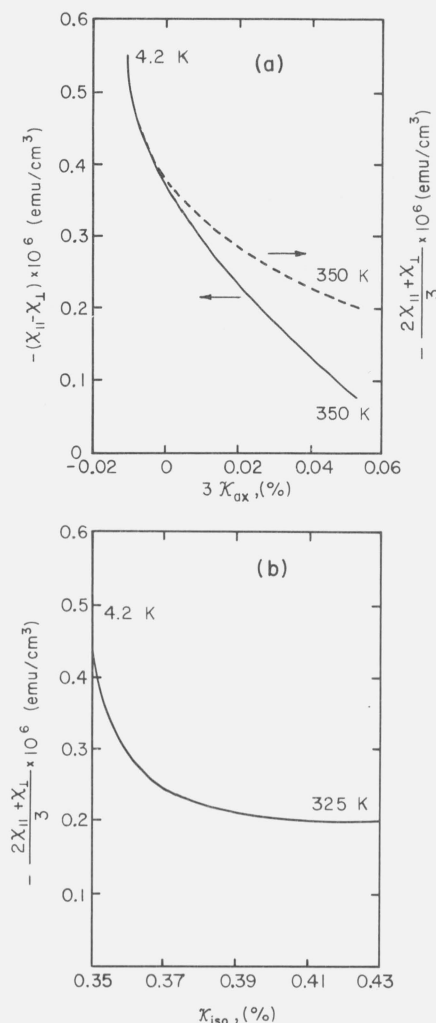 (a)
4.2 K
350 K
350 K
0.6
0.5
0.4
0.3
0.2
0.1
0
-0.02
0
0.02
0.04
0.06
3 𝒦ax ,(%)
-(χ|| -χ⊥) × 10⁶ (emu/cm³)
- 2χ|| + χ⊥ / 3 × 10⁶ (emu/cm³)
(b)
4.2 K
325 K
0.6
0.5
0.4
0.3
0.2
0.1
0.35
0.37
0.39
0.41
0.43
𝒦iso ,(%)
- 2χ|| + χ⊥ / 3 × 10⁶ (emu/cm³)